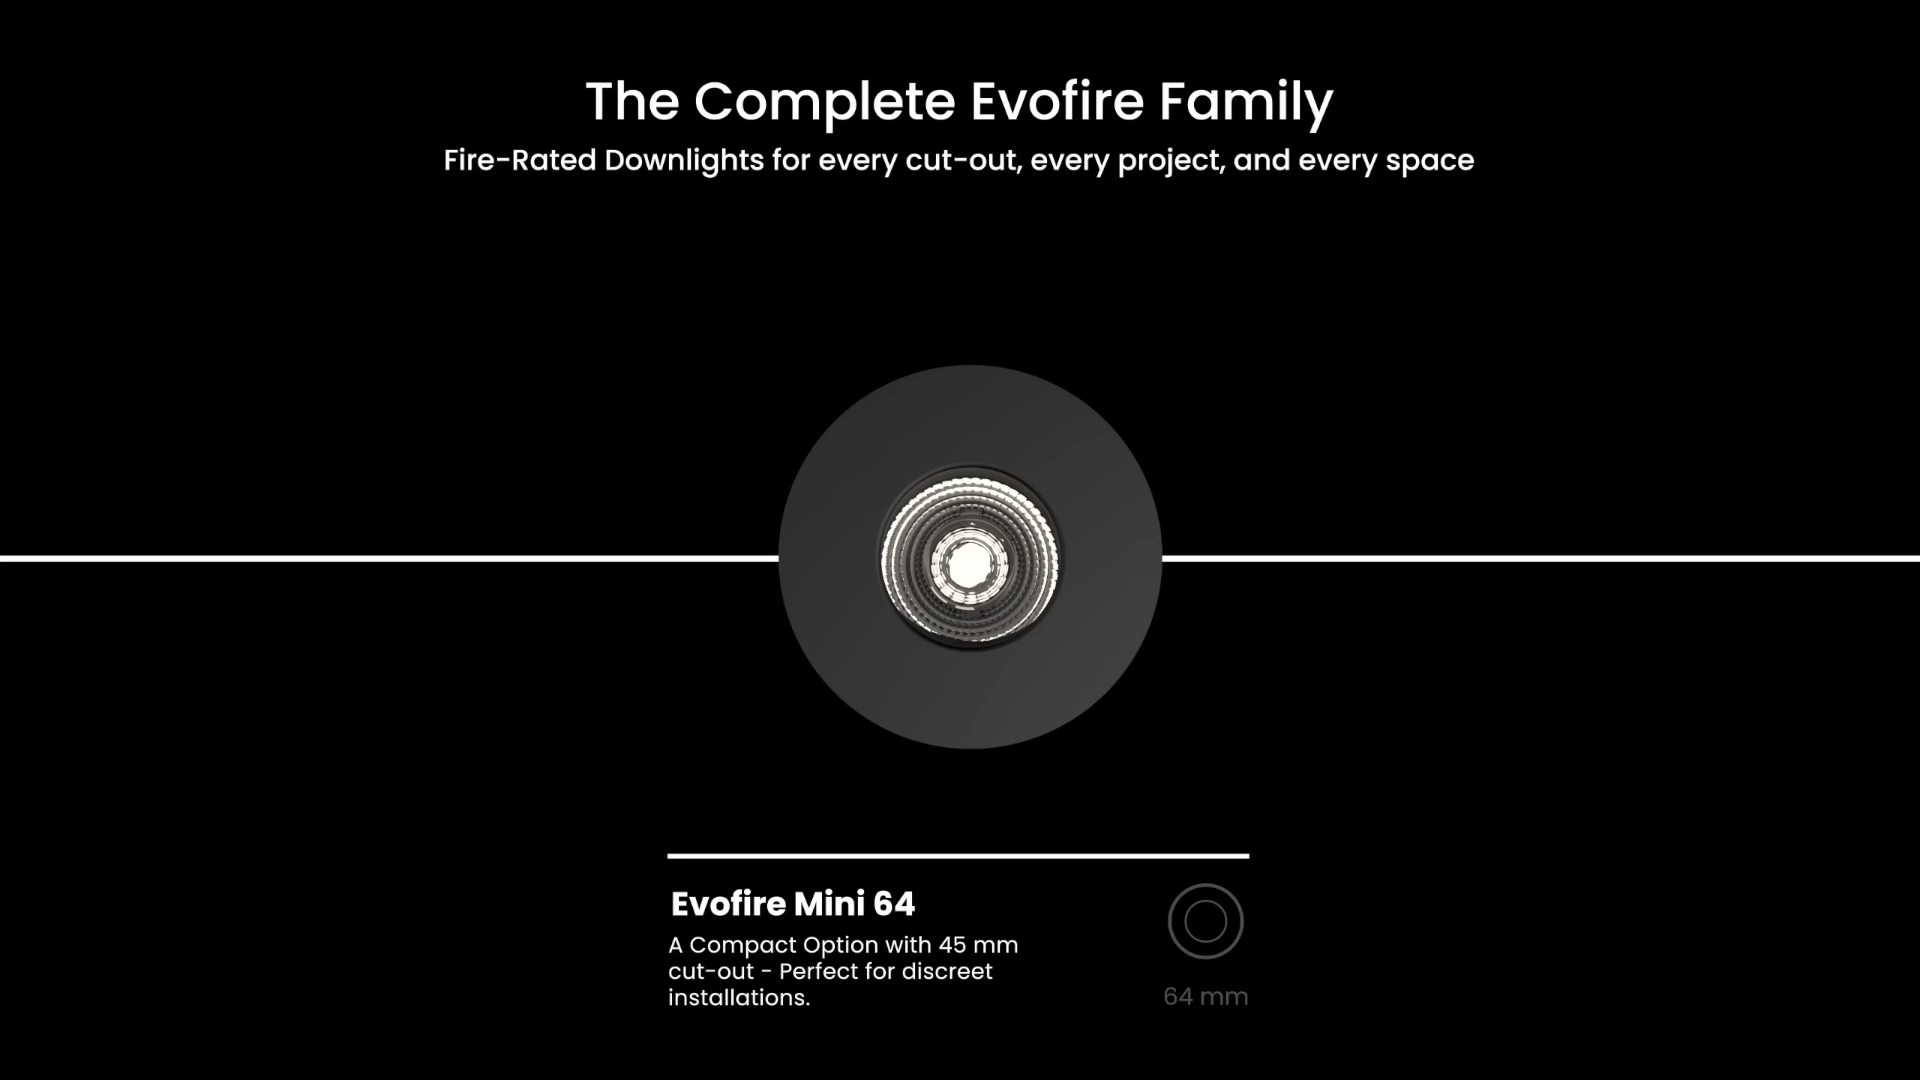 The Complete Evofire Family
Fire-Rated Downlights for every cut-out, every project, and every space
Evofire Mini 64
A Compact Option with 45 mm
cut-out - Perfect for discreet
installations.
64 mm